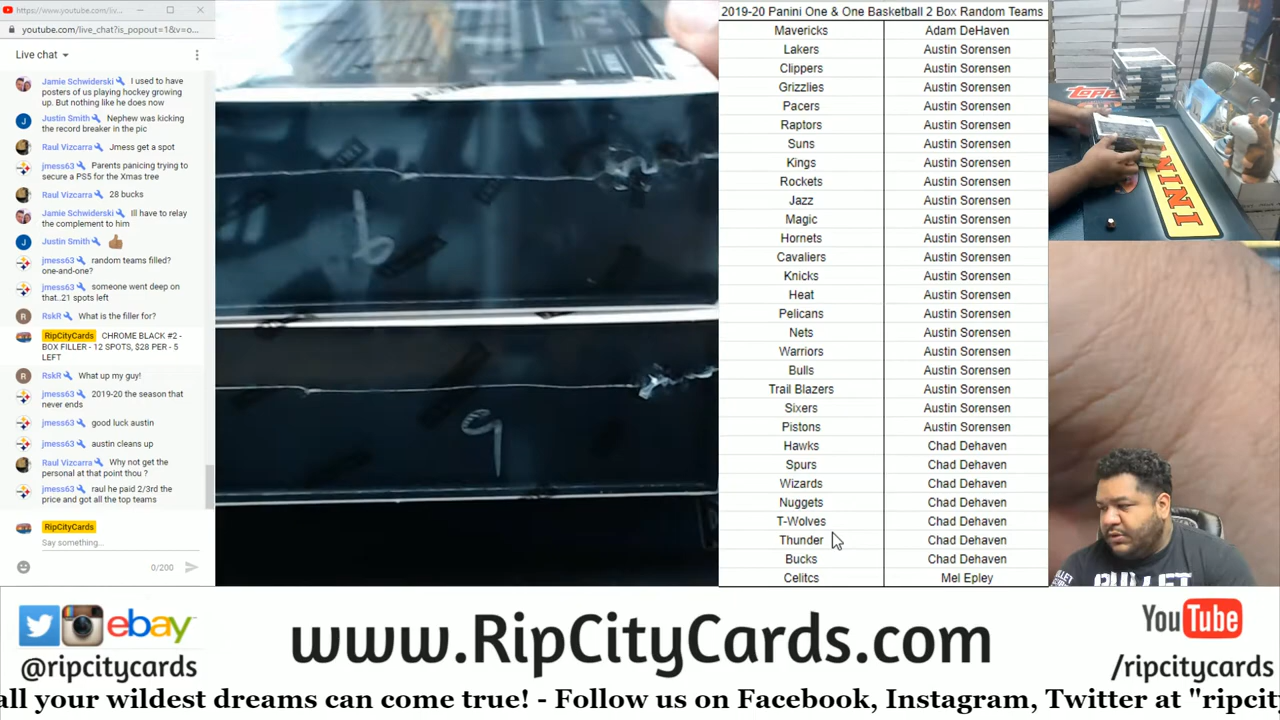 https://www.youtube.com/liv...
youtube.com/live_chat?is_popout=1&v=o...
Live chat
Jamie Schwiderski I used to have
posters of us playing hockey growing
up. But nothing like he does now
Justin Smith Nephew was kicking
the record breaker in the pic
Raul Vizcarra Jmess get a spot
jmess63 Parents panicing trying to
secure a PS5 for the Xmas tree
Raul Vizcarra 28 bucks
Jamie Schwiderski Ill have to relay
the complement to him
Justin Smith
jmess63 random teams filled?
one-and-one?
jmess63 someone went deep on
that..21 spots left
RskR What is the filler for?
RipCityCards CHROME BLACK #2 -
BOX FILLER - 12 SPOTS, $28 PER - 5
LEFT
RskR What up my guy!
jmess63 2019-20 the season that
never ends
jmess63 good luck austin
jmess63 austin cleans up
Raul Vizcarra Why not get the
personal at that point thou ?
jmess63 raul he paid 2/3rd the
price and got all the top teams
RipCityCards
Say something...
0/200
6
9
2019-20 Panini One & One Basketball 2 Box Random Teams
Mavericks Adam DeHaven
Lakers Austin Sorensen
Clippers Austin Sorensen
Grizzlies Austin Sorensen
Pacers Austin Sorensen
Raptors Austin Sorensen
Suns Austin Sorensen
Kings Austin Sorensen
Rockets Austin Sorensen
Jazz Austin Sorensen
Magic Austin Sorensen
Hornets Austin Sorensen
Cavaliers Austin Sorensen
Knicks Austin Sorensen
Heat Austin Sorensen
Pelicans Austin Sorensen
Nets Austin Sorensen
Warriors Austin Sorensen
Bulls Austin Sorensen
Trail Blazers Austin Sorensen
Sixers Austin Sorensen
Pistons Austin Sorensen
Hawks Chad Dehaven
Spurs Chad Dehaven
Wizards Chad Dehaven
Nuggets Chad Dehaven
T-Wolves Chad Dehaven
Thunder Chad Dehaven
Bucks Chad Dehaven
Celitcs Mel Epley
TOPPS
PANINI
BULLET
ebay
@ripcitycards
www.RipCityCards.com
YouTube
/ripcitycards
all your wildest dreams can come true! - Follow us on Facebook, Instagram, Twitter at "ripcity